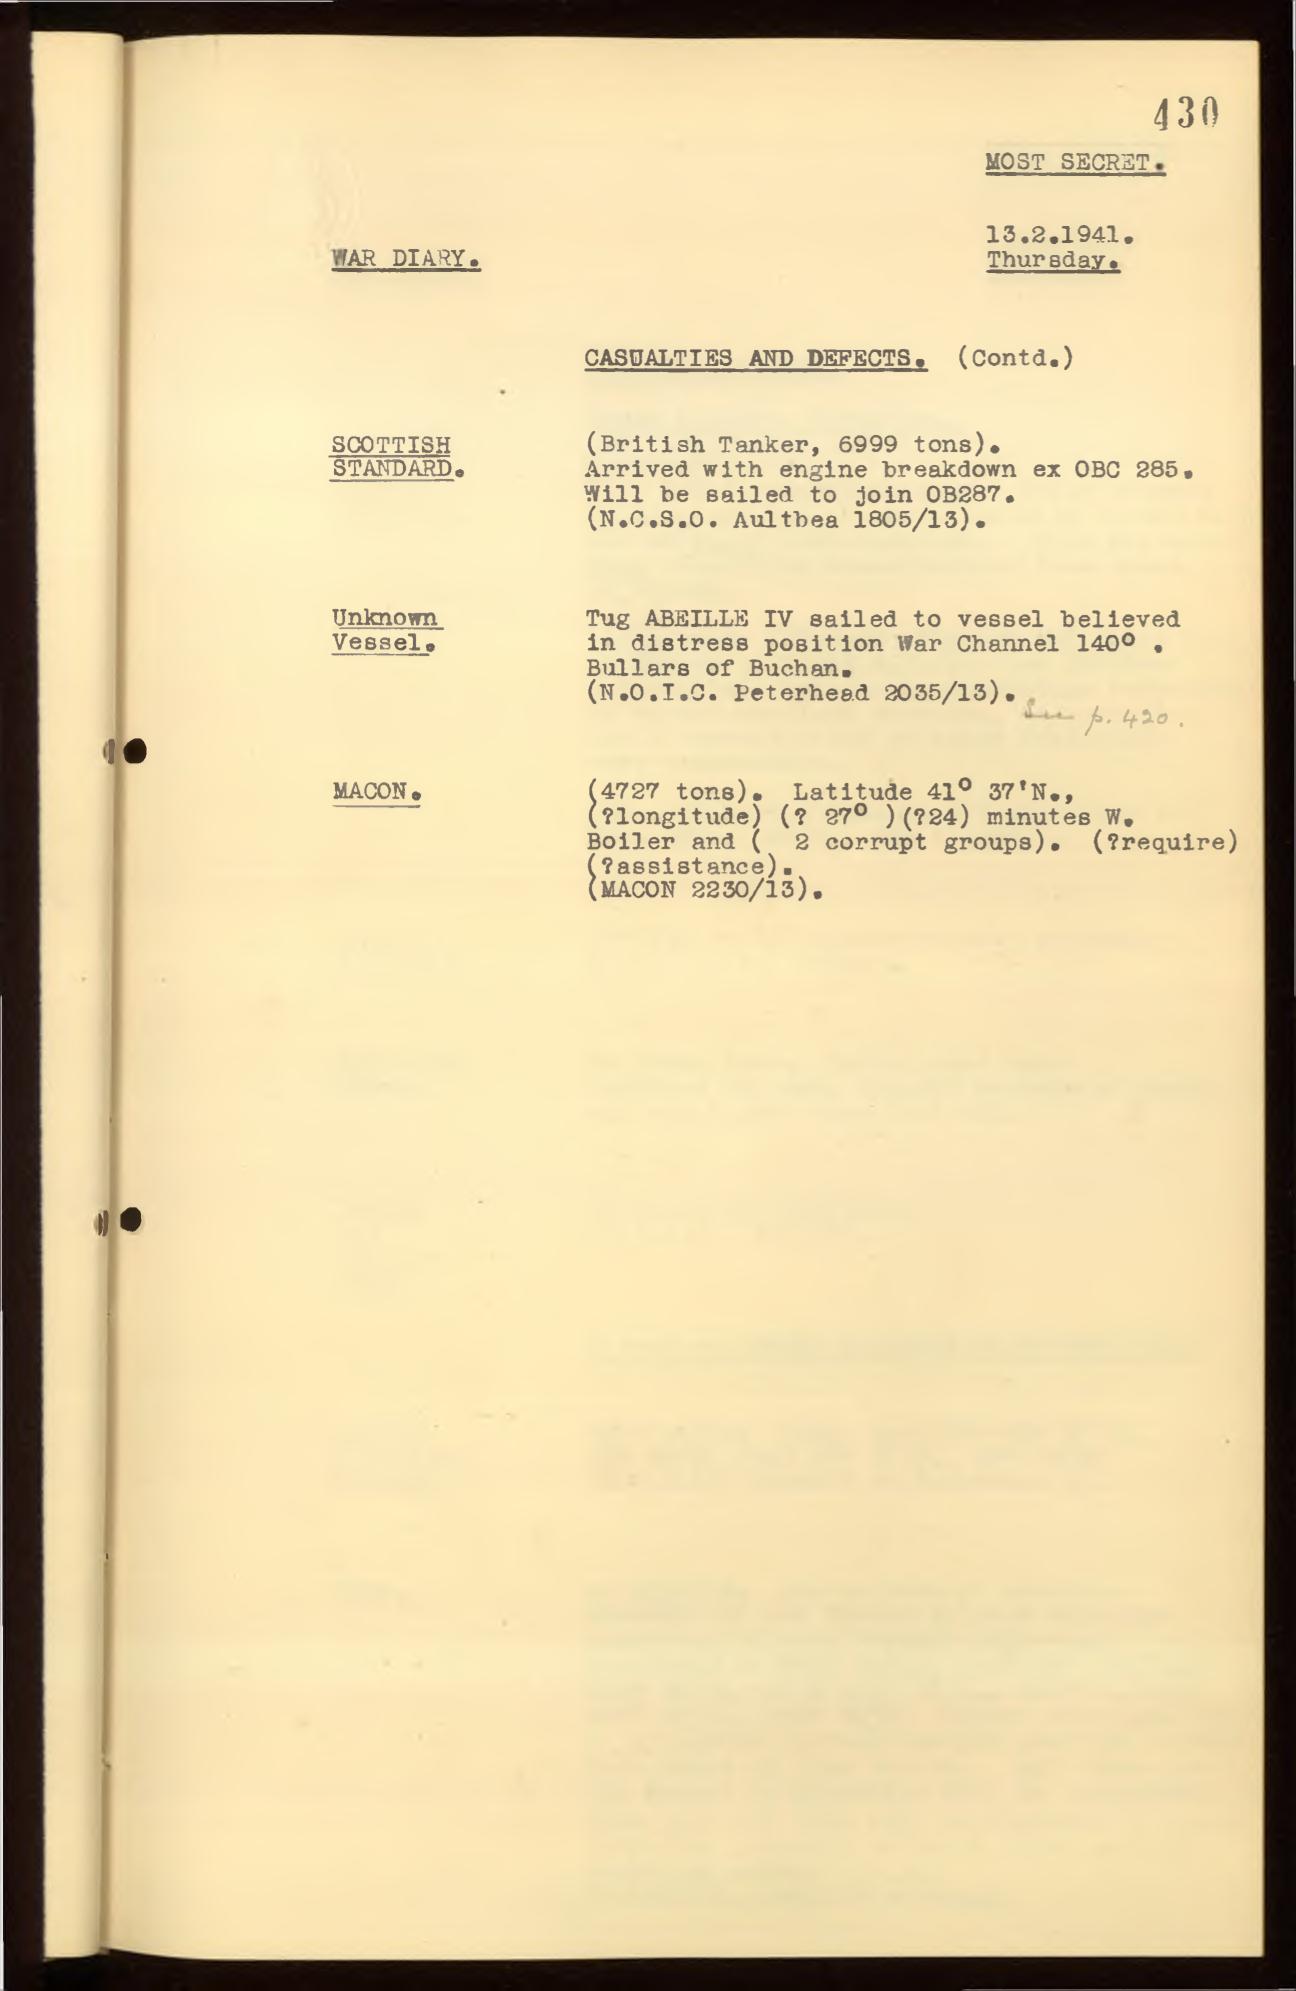 430
MOST SECRET.
13.2.1941.
Thursday.
WAR DIARY.
CASUALTIES AND DEFECTS. (Contd.)
SCOTTISH
STANDARD.
(British Tanker, 6999 tons).
Arrived with engine breakdown ex OBC 285.
Will be sailed to join OB287.
(N.C.S.O. Aultbea 1805/13).
Unknown
Vessel.
Tug ABEILLE IV sailed to vessel believed
in distress position War Channel 140° .
Bullars of Buchan.
(N.O.I.C. Peterhead 2035/13).
See p. 420.
MACON.
(4727 tons). Latitude 41° 37'N.,
(?longitude) (? 27° )(?24) minutes W.
Boiler and ( 2 corrupt groups). (?require)
(?assistance).
(MACON 2230/13).